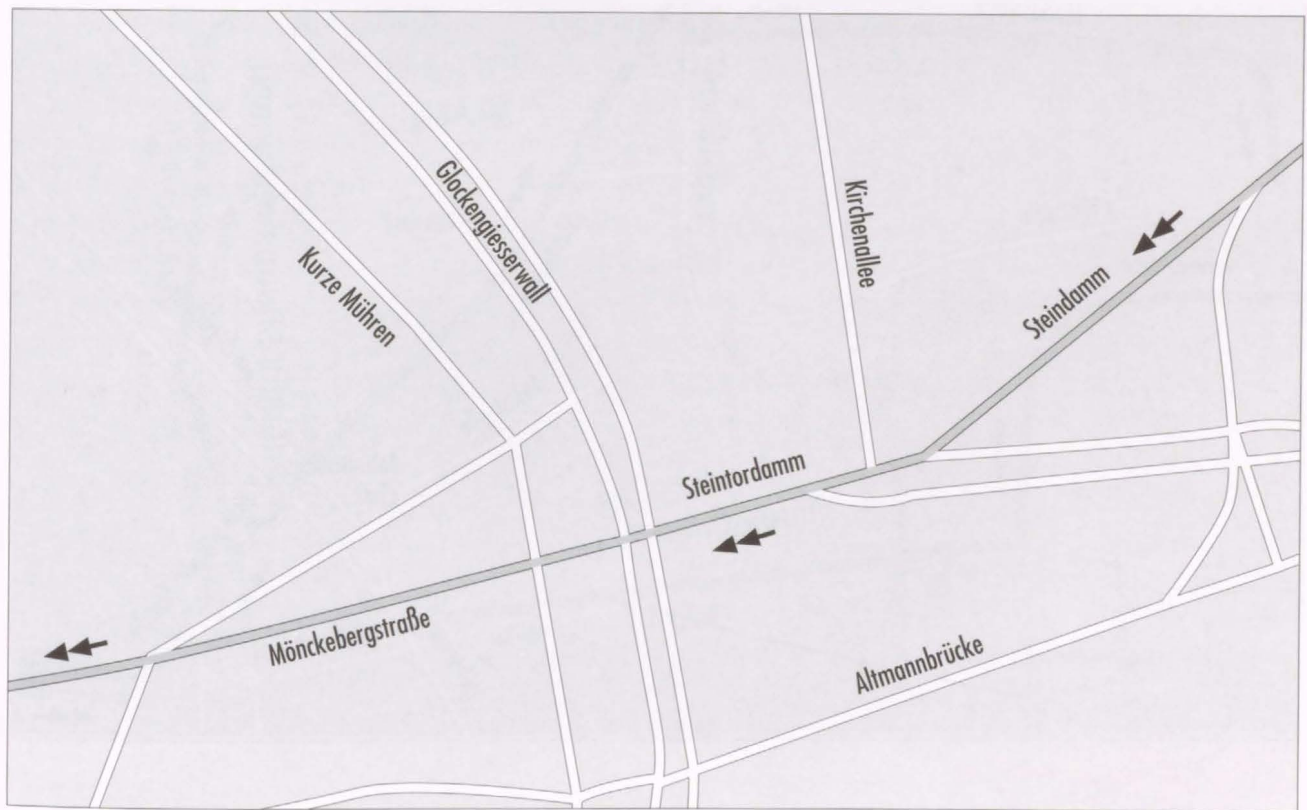 Glockengiesserwall
Kirchenallee
Kurze Mühren
Steindamm
Steintordamm
Mönckebergstraße
Altmannbrücke